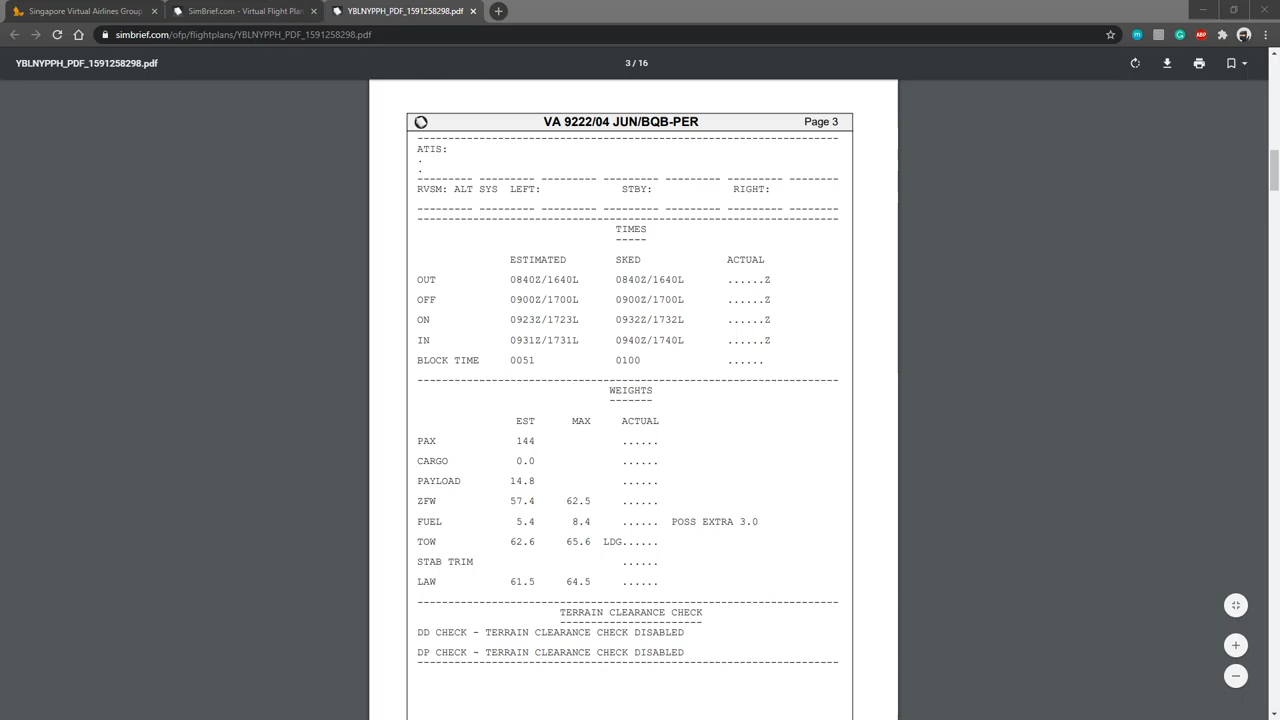 Singapore Virtual Airlines Group
SimBrief.com - Virtual Flight Plan
YBLNYPPH_PDF_1591258298.pdf
simbrief.com/ofp/flightplans/YBLNYPPH_PDF_1591258298.pdf
YBLNYPPH_PDF_1591258298.pdf 3 / 16
VA 9222/04 JUN/BQB-PER Page 3
--------------------------------------------------------------------
ATIS:
.
.
--------- --------- --------- --------- --------- --------- --------
RVSM: ALT SYS LEFT: STBY: RIGHT:
--------- --------- --------- --------- --------- --------- --------
--------------------------------------------------------------------
TIMES
-----
ESTIMATED SKED ACTUAL
OUT 0840Z/1640L 0840Z/1640L ......Z
OFF 0900Z/1700L 0900Z/1700L ......Z
ON 0923Z/1723L 0932Z/1732L ......Z
IN 0931Z/1731L 0940Z/1740L ......Z
BLOCK TIME 0051 0100 ......
--------------------------------------------------------------------
WEIGHTS
-------
EST MAX ACTUAL
PAX 144 ......
CARGO 0.0 ......
PAYLOAD 14.8 ......
ZFW 57.4 62.5 ......
FUEL 5.4 8.4 ...... POSS EXTRA 3.0
TOW 62.6 65.6 LDG......
STAB TRIM ......
LAW 61.5 64.5 ......
--------------------------------------------------------------------
TERRAIN CLEARANCE CHECK
-----------------------
DD CHECK - TERRAIN CLEARANCE CHECK DISABLED
DP CHECK - TERRAIN CLEARANCE CHECK DISABLED
--------------------------------------------------------------------